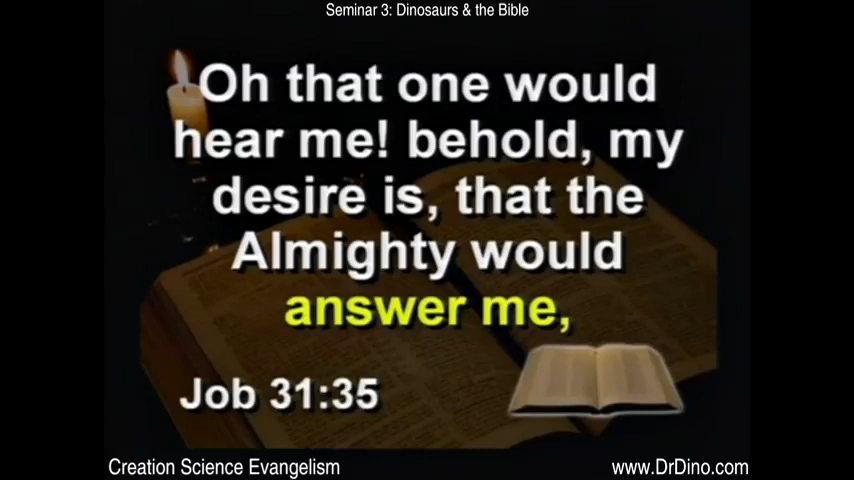 Seminar 3: Dinosaurs & the Bible
Oh that one would
hear me! behold, my
desire is, that the
Almighty would
answer me,
Job 31:35
Creation Science Evangelism
www.DrDino.com